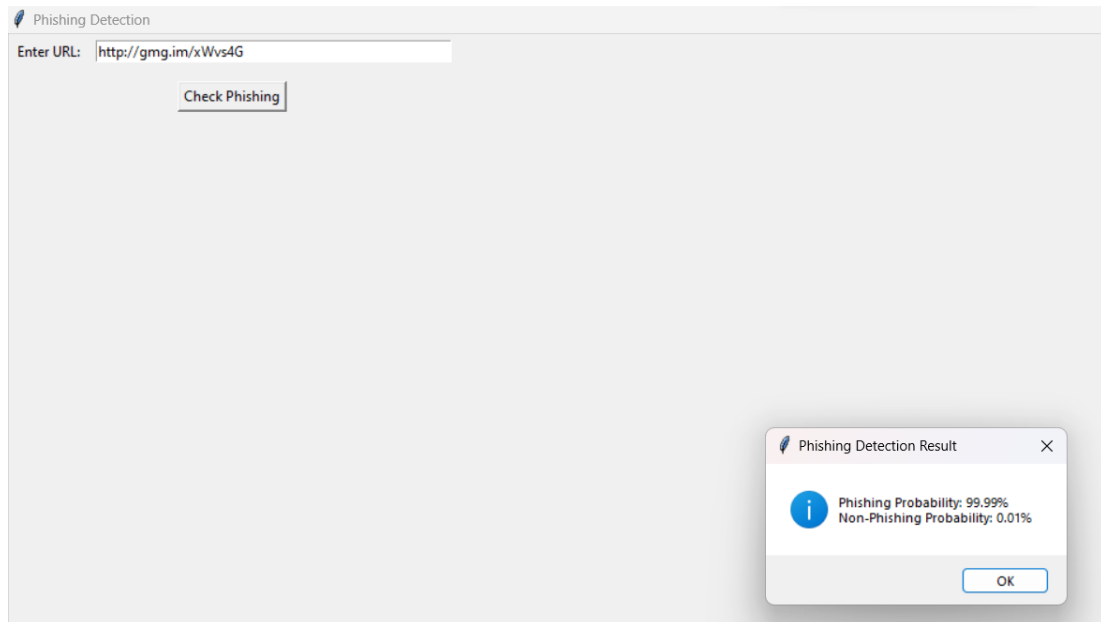 Phishing Detection
Enter URL: http://gmg.im/xWvs4G
Check Phishing
Phishing Detection Result
Phishing Probability: 99.99%
Non-Phishing Probability: 0.01%
OK